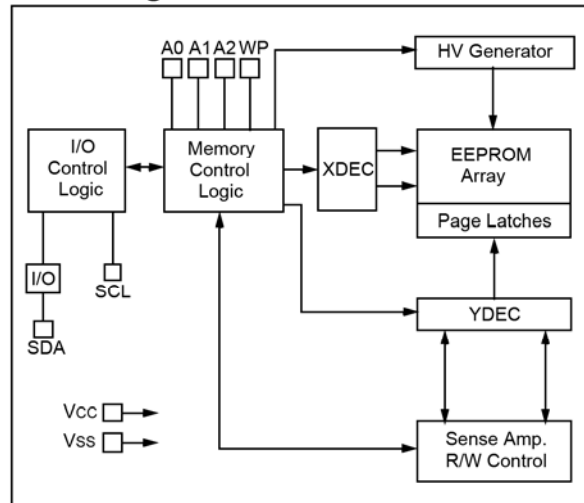 A0 A1 A2 WP
HV Generator
I/O
Control
Logic
Memory
Control
Logic
XDEC
EEPROM
Array
Page Latches
I/O
SCL
SDA
YDEC
VCC
VSS
Sense Amp.
R/W Control